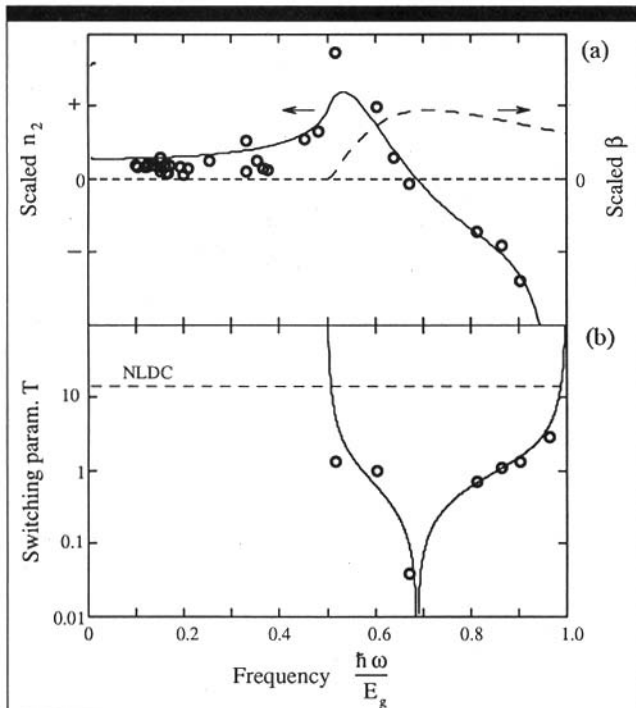 (a)
Scaled n₂
+
0
−
0
Scaled β
(b)
NLDC
Switching param. T
10
1
0.1
0.01
0 0.2 0.4 0.6 0.8 1.0
Frequency ħω/E_g